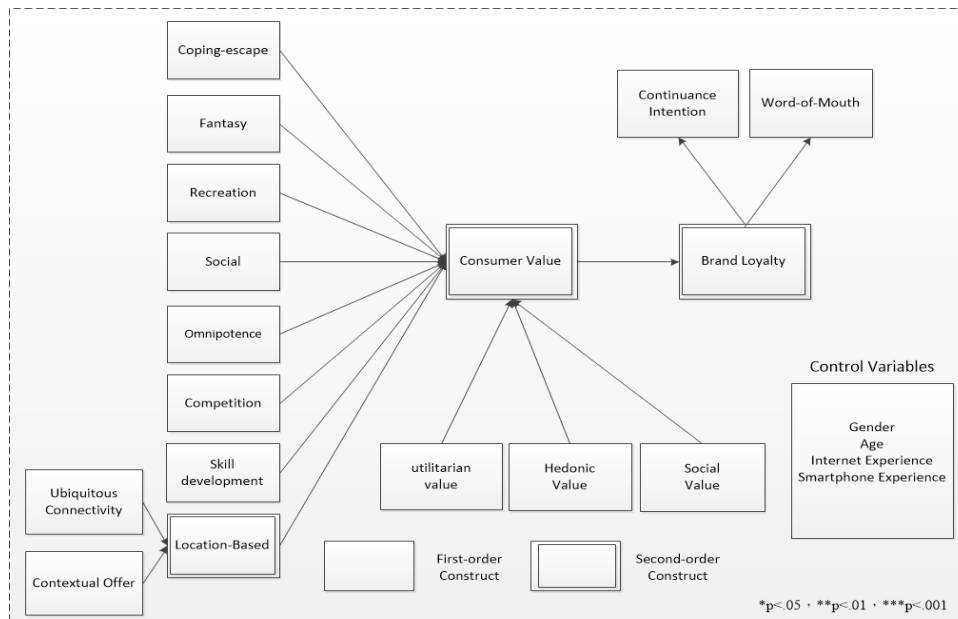 Coping-escape
Fantasy
Recreation
Social
Omnipotence
Competition
Skill
development
Ubiquitous
Connectivity
Location-Based
Contextual Offer
Consumer Value
Continuance
Intention
Word-of-Mouth
Brand Loyalty
utilitarian
value
Hedonic
Value
Social
Value
Control Variables
Gender
Age
Internet Experience
Smartphone Experience
First-order
Construct
Second-order
Construct
*p<.05，**p<.01，***p<.001